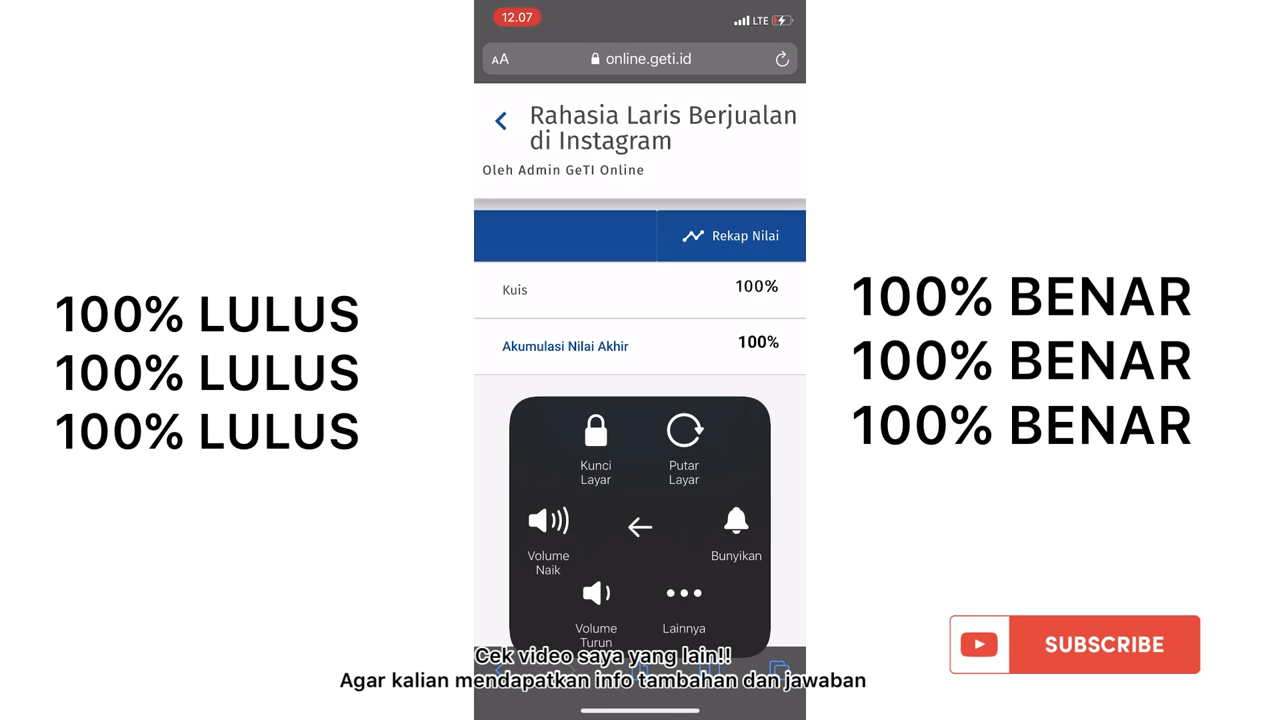 12.07
LTE
AA
online.geti.id
Rahasia Laris Berjualan
di Instagram
Oleh Admin GeTI Online
Rekap Nilai
Kuis
100%
Akumulasi Nilai Akhir
100%
100% LULUS
100% LULUS
100% LULUS
100% BENAR
100% BENAR
100% BENAR
Kunci
Layar
Putar
Layar
Volume
Naik
Bunyikan
Volume
Turun
Lainnya
SUBSCRIBE
Cek video saya yang lain!!
Agar kalian mendapatkan info tambahan dan jawaban